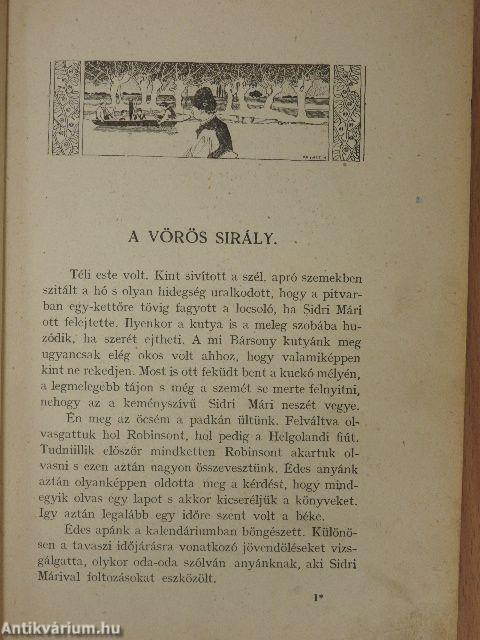 A VÖRÖS SIRÁLY.
Téli este volt. Kint sivított a szél, apró szemekben
szitált a hó s olyan hidegség uralkodott, hogy a pitvar-
ban egy-kettőre tövig fagyott a locsoló, ha Sidri Mári
ott felejtette. Ilyenkor a kutya is a meleg szobába hu-
zódik, ha szerét ejtheti. A mi Bársony kutyánk meg
ugyancsak elég okos volt ahhoz, hogy valamiképpen
kint ne rekedjen. Most is ott feküdt bent a kuckó mélyén,
a legmelegebb tájon s még a szemét se merte felnyitni,
nehogy az a keményszívű Sidri Mári neszét vegye.
Én meg az öcsém a padkán ültünk. Felváltva ol-
vasgattuk hol Robinsont, hol pedig a Helgolandi fiút.
Tudniillik először mindketten Robinsont akartuk ol-
vasni s ezen aztán nagyon összevesztünk. Édes anyánk
aztán olyanképpen oldotta meg a kérdést, hogy mind-
egyik olvas egy lapot s akkor kicseréljük a könyveket.
Igy aztán legalább egy időre szent volt a béke.
Édes apánk a kalendáriumban böngészett. Különö-
sen a tavaszi időjárásra vonatkozó jövendöléseket vizs-
gálgatta, olykor oda-oda szólván anyánknak, aki Sidri
Márival foltozásokat eszközölt.
1*
Antikvárium.hu